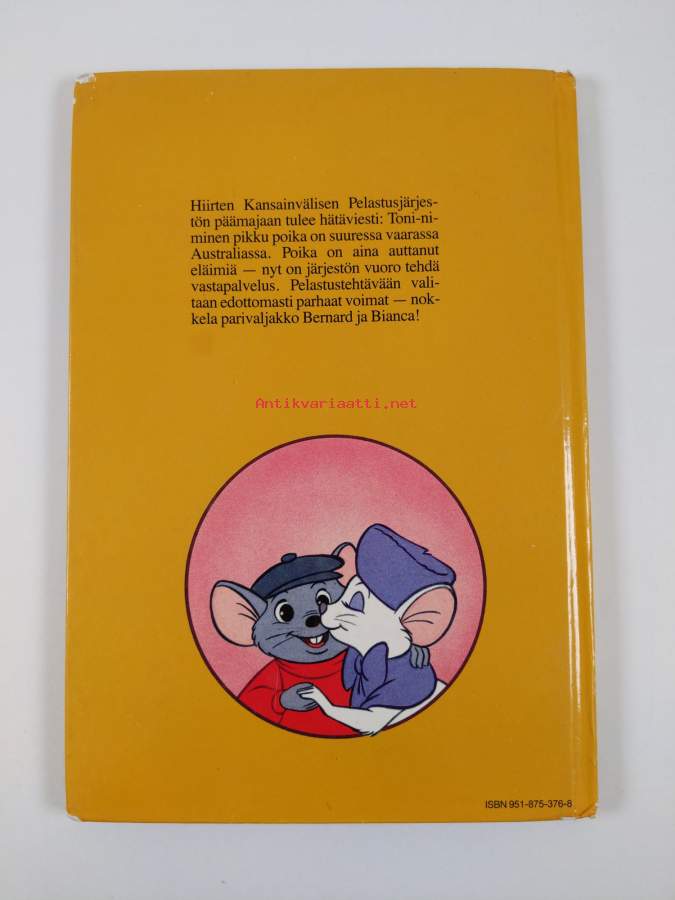 Hiirten Kansainvälisen Pelastusjärjes-
tön päämajaan tulee hätäviesti: Toni-ni-
minen pikku poika on suuressa vaarassa
Australiassa. Poika on aina auttanut
eläimiä — nyt on järjestön vuoro tehdä
vastapalvelus. Pelastustehtävään vali-
taan edottomasti parhaat voimat — nok-
kela parivaljakko Bernard ja Bianca!
Antikvariaatti.net
ISBN 951-875-376-8